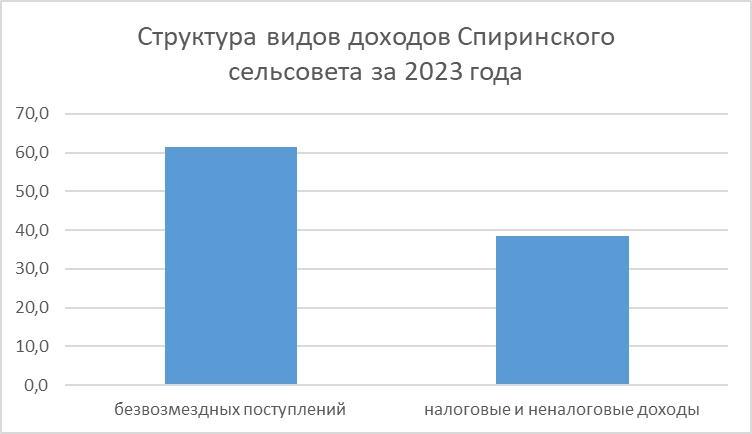 Структура видов доходов Спиринского
сельсовета за 2023 года
70,0
60,0
50,0
40,0
30,0
20,0
10,0
0,0
безвозмездных поступлений
налоговые и неналоговые доходы